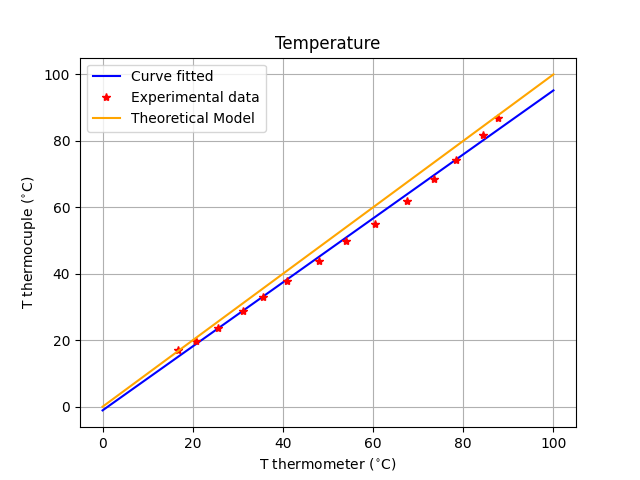 Temperature
Curve fitted
Experimental data
Theoretical Model
100
80
60
40
20
0
T thermocuple (°C)
0 20 40 60 80 100
T thermometer (°C)